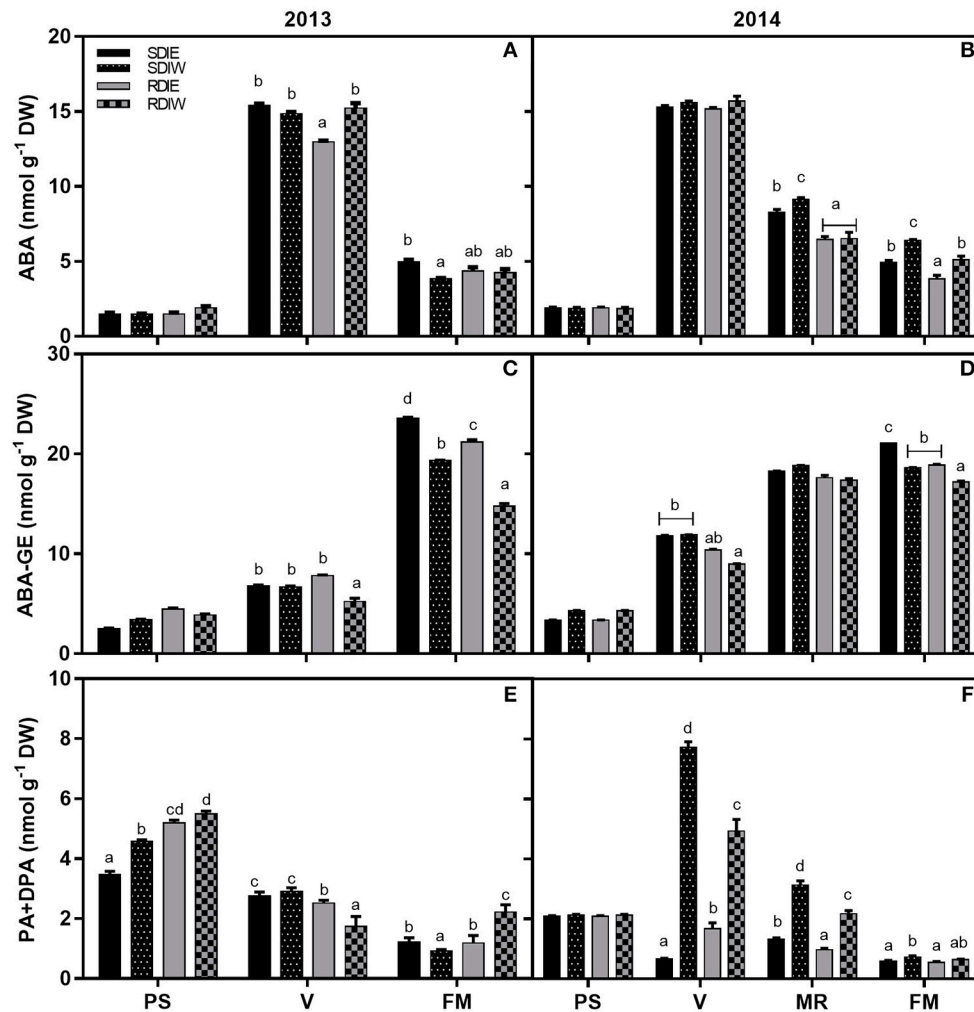 2013 2014
A
SDIE
SDIW
RDIE
RDIW
ABA (nmol g⁻¹ DW)
20
15
10
5
0
b b a b
b a ab ab
B
b c a
b c a b
C
ABA-GE (nmol g⁻¹ DW)
30
20
10
0
b b b a
d b c a
D
b ab a
c b a
E
PA+DPA (nmol g⁻¹ DW)
10
8
6
4
2
0
a b cd d
c c b a
b a b c
F
a d b c
b d a c
a b a ab
PS V FM PS V MR FM